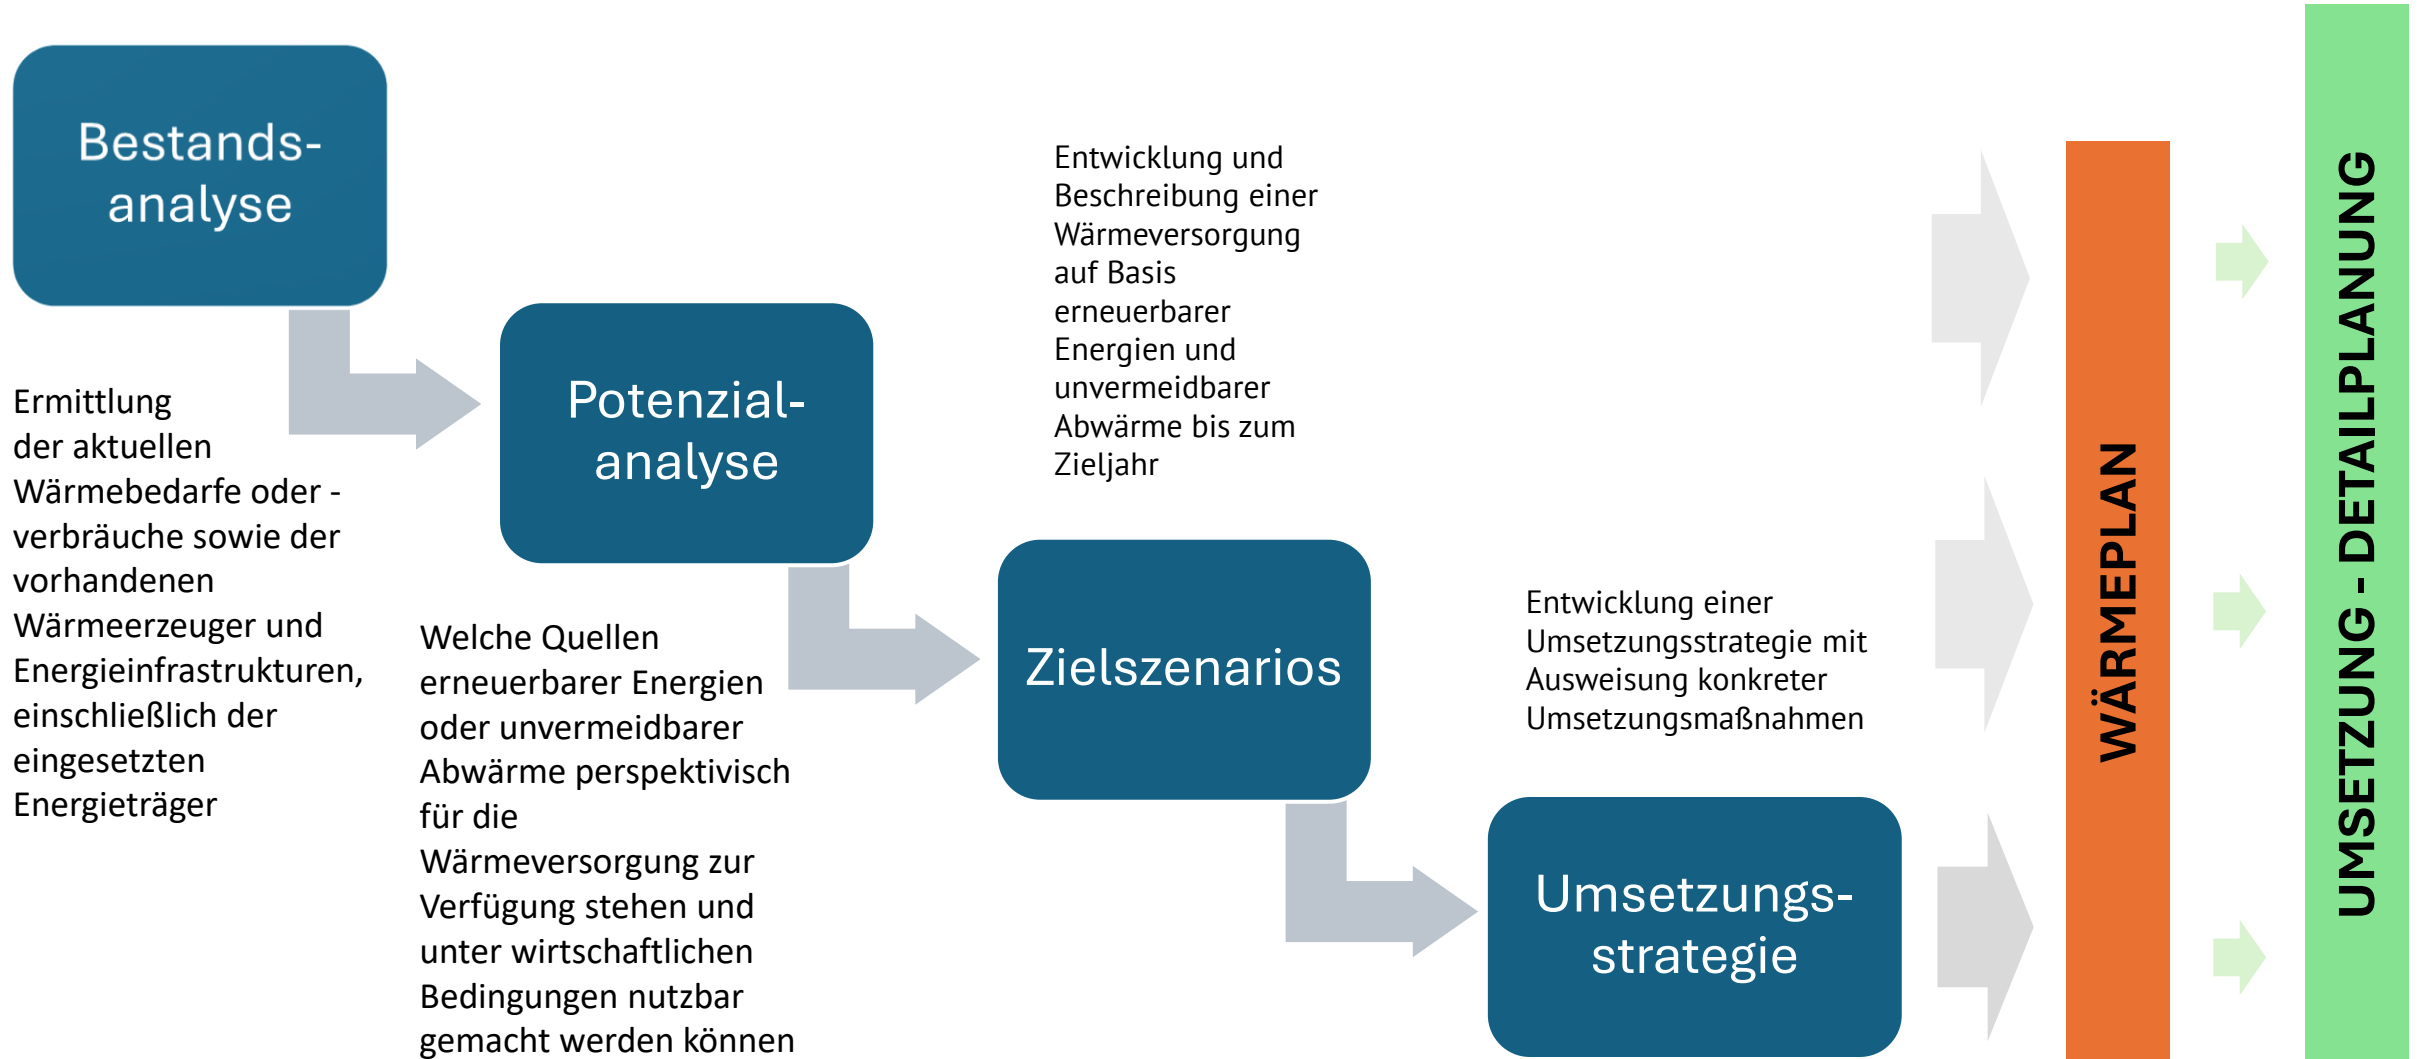 Bestands-
analyse
Ermittlung
der aktuellen
Wärmebedarfe oder -
verbräuche sowie der
vorhandenen
Wärmeerzeuger und
Energieinfrastrukturen,
einschließlich der
eingesetzten
Energieträger
Potenzial-
analyse
Welche Quellen
erneuerbarer Energien
oder unvermeidbarer
Abwärme perspektivisch
für die
Wärmeversorgung zur
Verfügung stehen und
unter wirtschaftlichen
Bedingungen nutzbar
gemacht werden können
Entwicklung und
Beschreibung einer
Wärmeversorgung
auf Basis
erneuerbarer
Energien und
unvermeidbarer
Abwärme bis zum
Zieljahr
Zielszenarios
Entwicklung einer
Umsetzungsstrategie mit
Ausweisung konkreter
Umsetzungsmaßnahmen
Umsetzungs-
strategie
WÄRMEPLAN
UMSETZUNG - DETAILPLANUNG